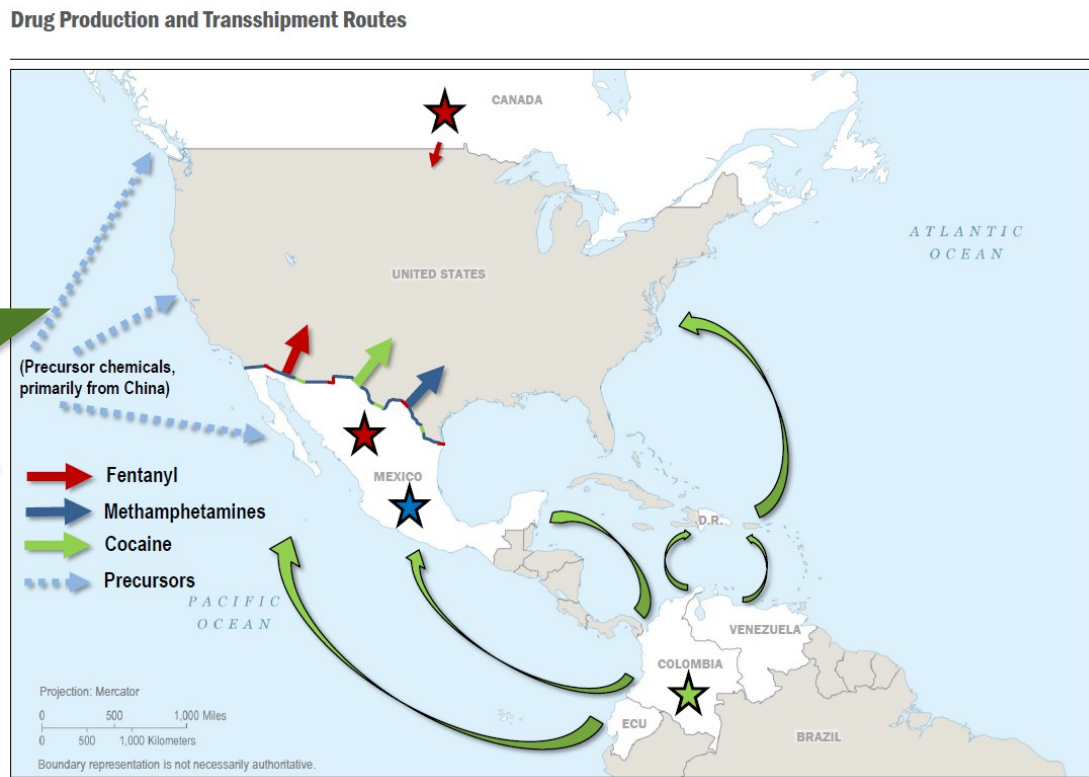 Drug Production and Transshipment Routes
CANADA
ATLANTIC
OCEAN
UNITED STATES
(Precursor chemicals,
primarily from China)
Fentanyl
MEXICO
Methamphetamines
D.R.
Cocaine
Precursors
PACIFIC
OCEAN
VENEZUELA
COLOMBIA
Projection: Mercator
0 500 1,000 Miles
0 500 1,000 Kilometers
ECU
BRAZIL
Boundary representation is not necessarily authoritative.